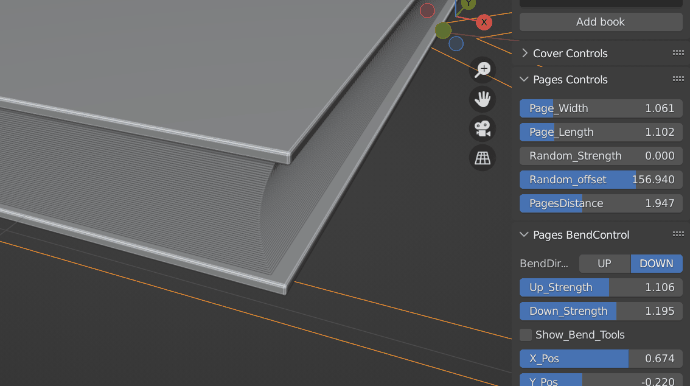 Y
X
Add book
Cover Controls
Pages Controls
Page_Width 1.061
Page_Length 1.102
Random_Strength 0.000
Random_offset 156.940
PagesDistance 1.947
Pages BendControl
BendDir... UP DOWN
Up_Strength 1.106
Down_Strength 1.195
Show_Bend_Tools
X_Pos 0.674
Y_Pos -0.220